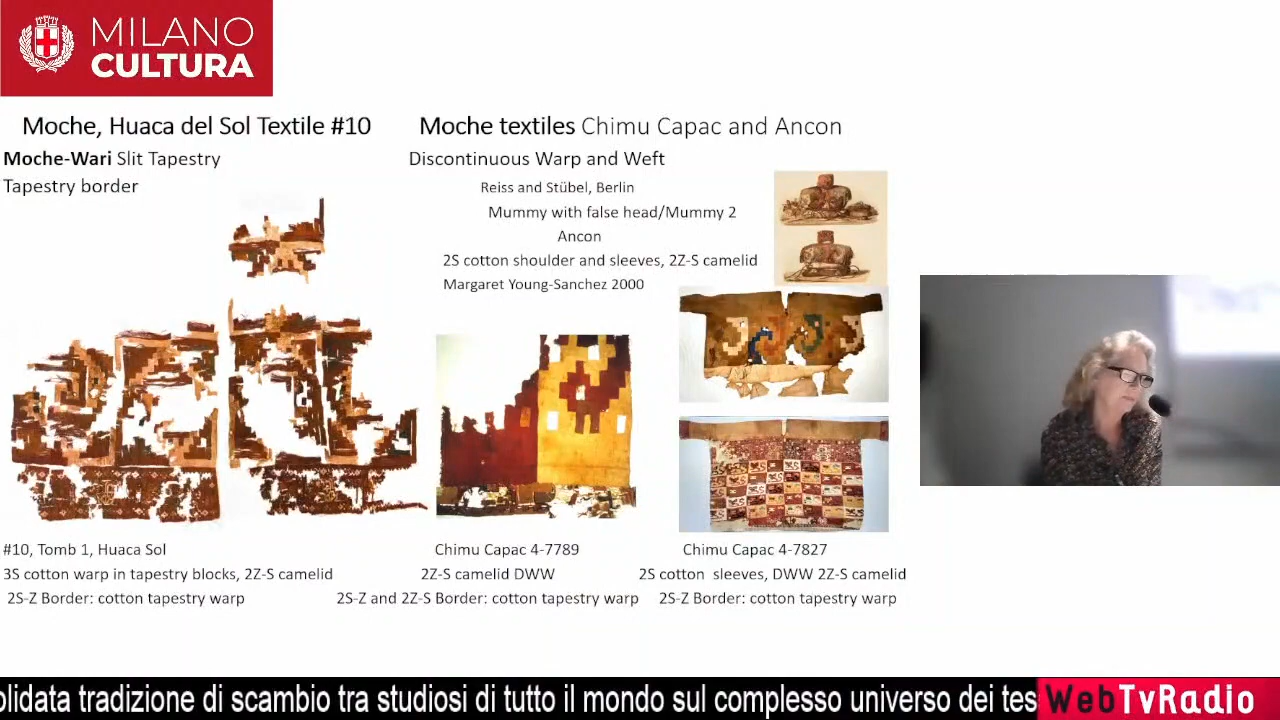 MILANO
CULTURA
Moche, Huaca del Sol Textile #10
Moche-Wari Slit Tapestry
Tapestry border
Moche textiles Chimu Capac and Ancon
Discontinuous Warp and Weft
Reiss and Stübel, Berlin
Mummy with false head/Mummy 2
Ancon
2S cotton shoulder and sleeves, 2Z-S camelid
Margaret Young-Sanchez 2000
#10, Tomb 1, Huaca Sol
3S cotton warp in tapestry blocks, 2Z-S camelid
2S-Z Border: cotton tapestry warp
Chimu Capac 4-7789
2Z-S camelid DWW
2S-Z and 2Z-S Border: cotton tapestry warp
Chimu Capac 4-7827
2S cotton sleeves, DWW 2Z-S camelid
2S-Z Border: cotton tapestry warp
olidata tradizione di scambio tra studiosi di tutto il mondo sul complesso universo dei tes
WebTvRadio